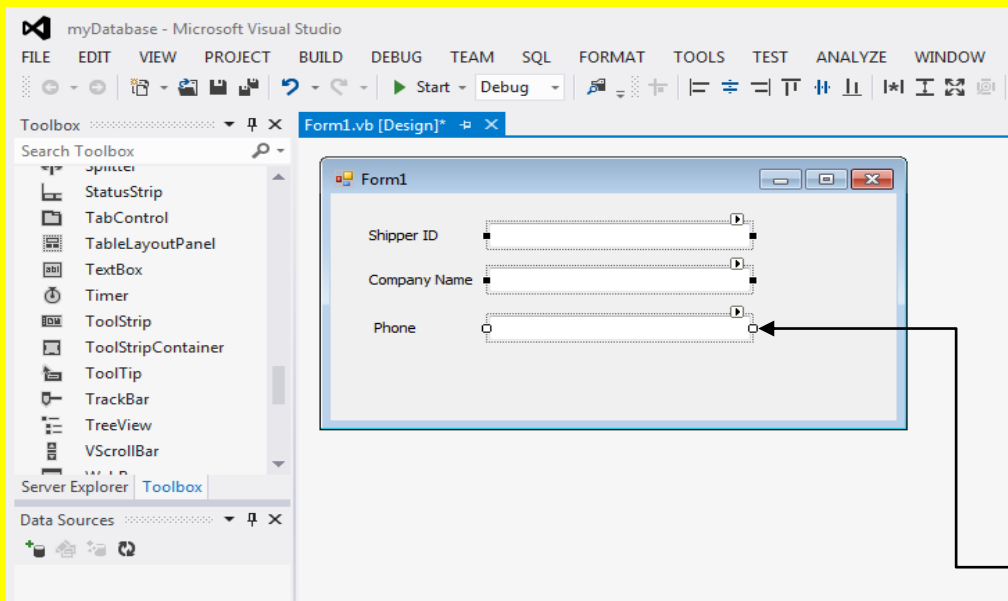 myDatabase - Microsoft Visual Studio
FILE EDIT VIEW PROJECT BUILD DEBUG TEAM SQL FORMAT TOOLS TEST ANALYZE WINDOW
Start Debug
Toolbox
Form1.vb [Design]*
Search Toolbox
Splitter
StatusStrip
TabControl
TableLayoutPanel
TextBox
Timer
ToolStrip
ToolStripContainer
ToolTip
TrackBar
TreeView
VScrollBar
Server Explorer Toolbox
Data Sources
Form1
Shipper ID
Company Name
Phone